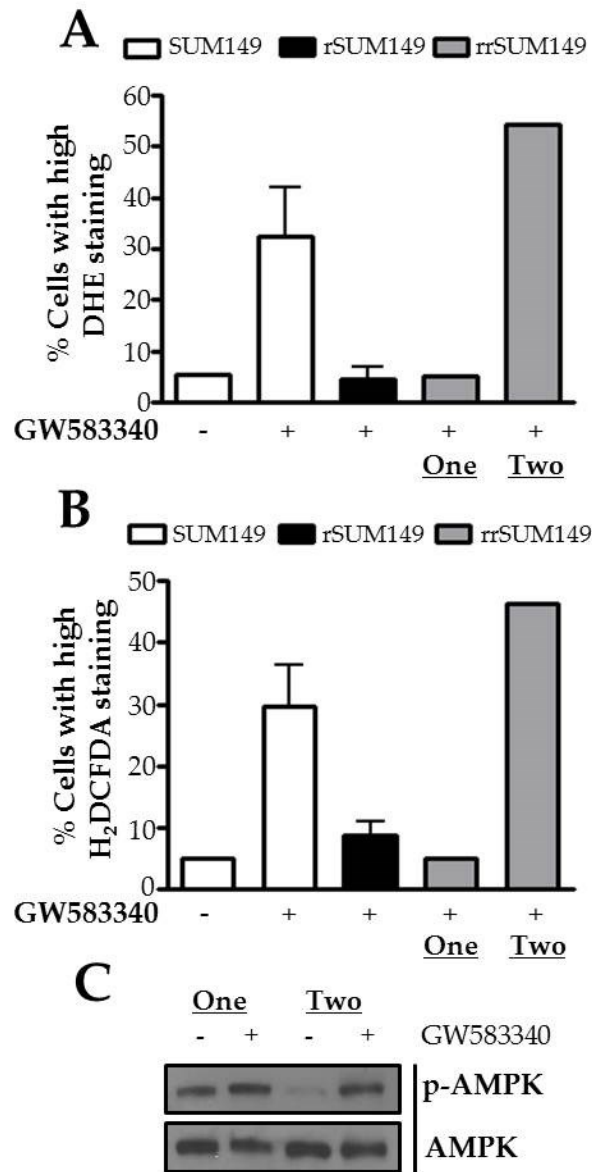 A
SUM149 rSUM149 rrSUM149
% Cells with high
DHE staining
60
50
40
30
20
10
0
GW583340 - + + + +
One Two
B
SUM149 rSUM149 rrSUM149
% Cells with high
H₂DCFDA staining
50
40
30
20
10
0
GW583340 - + + + +
One Two
C
One Two
- + - + GW583340
p-AMPK
AMPK